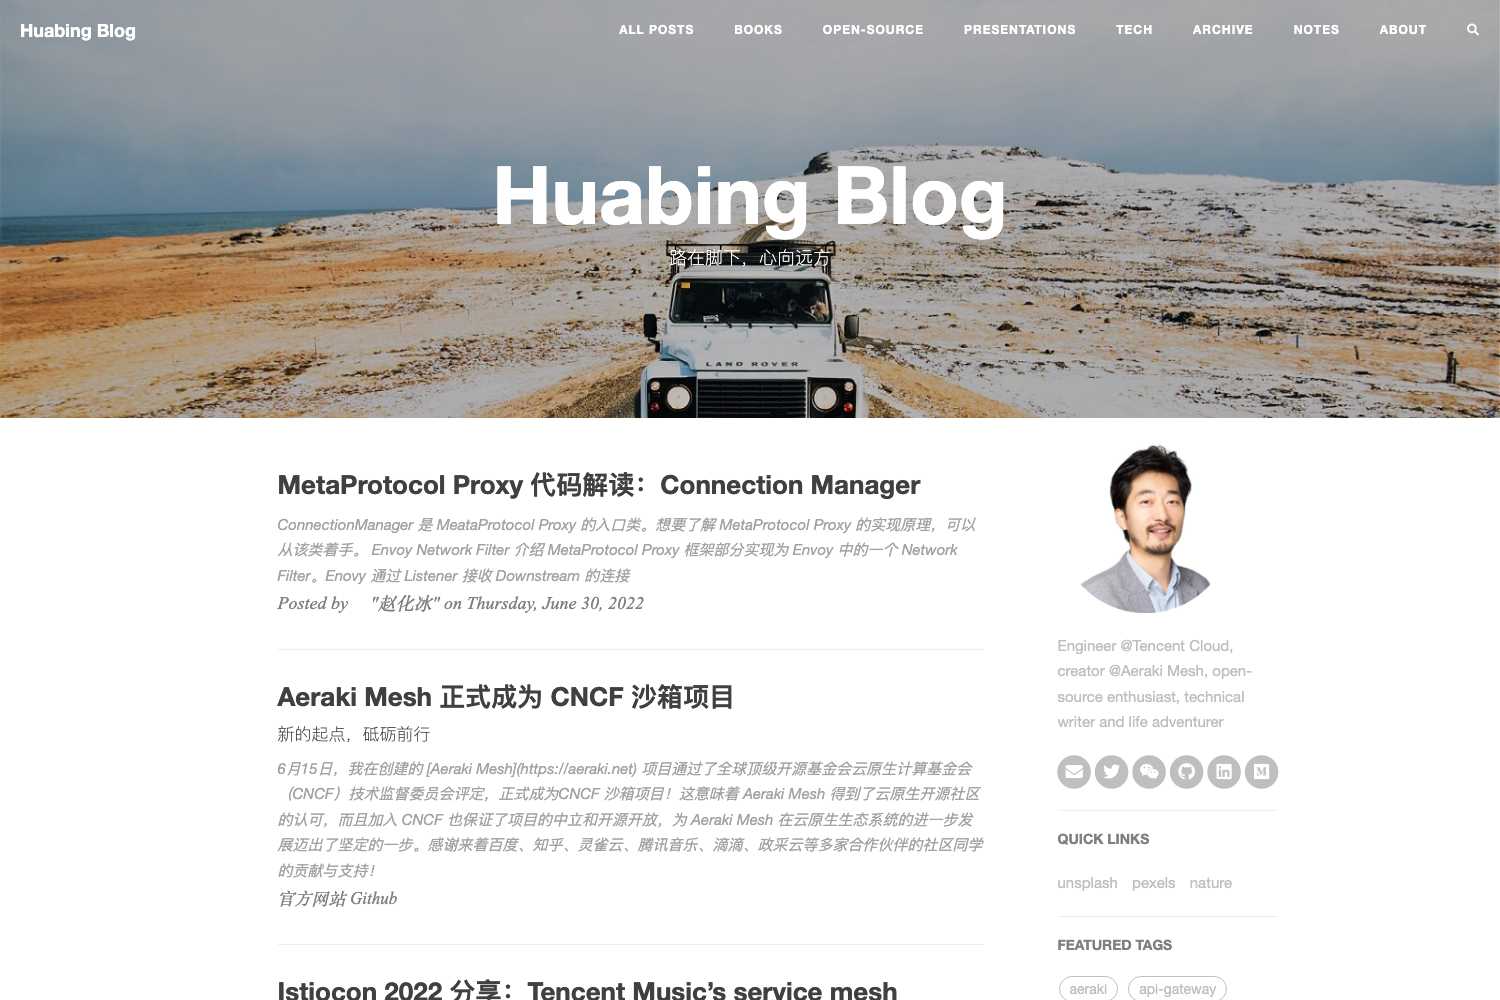 Huabing Blog
ALL POSTS BOOKS OPEN-SOURCE PRESENTATIONS TECH ARCHIVE NOTES ABOUT
Huabing Blog
路在脚下，心向远方
LAND ROVER
MetaProtocol Proxy 代码解读：Connection Manager
ConnectionManager 是 MeataProtocol Proxy 的入口类。想要了解 MetaProtocol Proxy 的实现原理，可以
从该类着手。 Envoy Network Filter 介绍 MetaProtocol Proxy 框架部分实现为 Envoy 中的一个 Network
Filter。Enovy 通过 Listener 接收 Downstream 的连接
Posted by "赵化冰" on Thursday, June 30, 2022
Aeraki Mesh 正式成为 CNCF 沙箱项目
新的起点，砥砺前行
6月15日，我在创建的 [Aeraki Mesh](https://aeraki.net) 项目通过了全球顶级开源基金会云原生计算基金会
（CNCF）技术监督委员会评定，正式成为CNCF 沙箱项目！这意味着 Aeraki Mesh 得到了云原生开源社区
的认可，而且加入 CNCF 也保证了项目的中立和开源开放，为 Aeraki Mesh 在云原生生态系统的进一步发
展迈出了坚定的一步。感谢来着百度、知乎、灵雀云、腾讯音乐、滴滴、政采云等多家合作伙伴的社区同学
的贡献与支持！
官方网站 Github
Istiocon 2022 分享：Tencent Music’s service mesh
Engineer @Tencent Cloud,
creator @Aeraki Mesh, open-
source enthusiast, technical
writer and life adventurer
QUICK LINKS
unsplash pexels nature
FEATURED TAGS
aeraki api-gateway